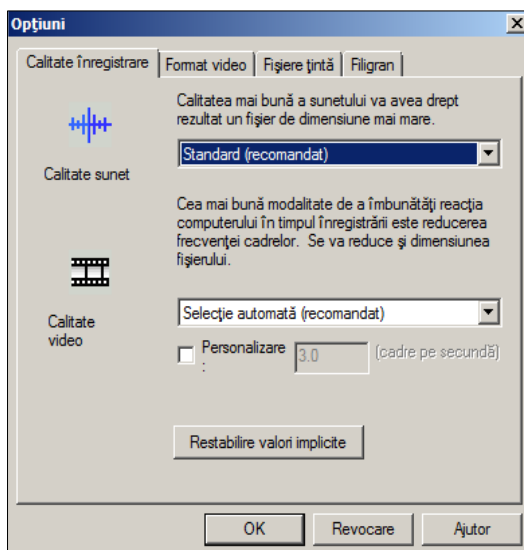 Opțiuni
Calitate înregistrare
Format video
Fișiere țintă
Filigran
Calitatea mai bună a sunetului va avea drept
rezultat un fișier de dimensiune mai mare.
Standard (recomandat)
Calitate sunet
Cea mai bună modalitate de a îmbunătăți reacția
computerului în timpul înregistrării este reducerea
frecvenței cadrelor. Se va reduce și dimensiunea
fișierului.
Selecție automată (recomandat)
Calitate
video
Personalizare
:
3.0
(cadre pe secundă)
Restabilire valori implicite
OK
Revocare
Ajutor